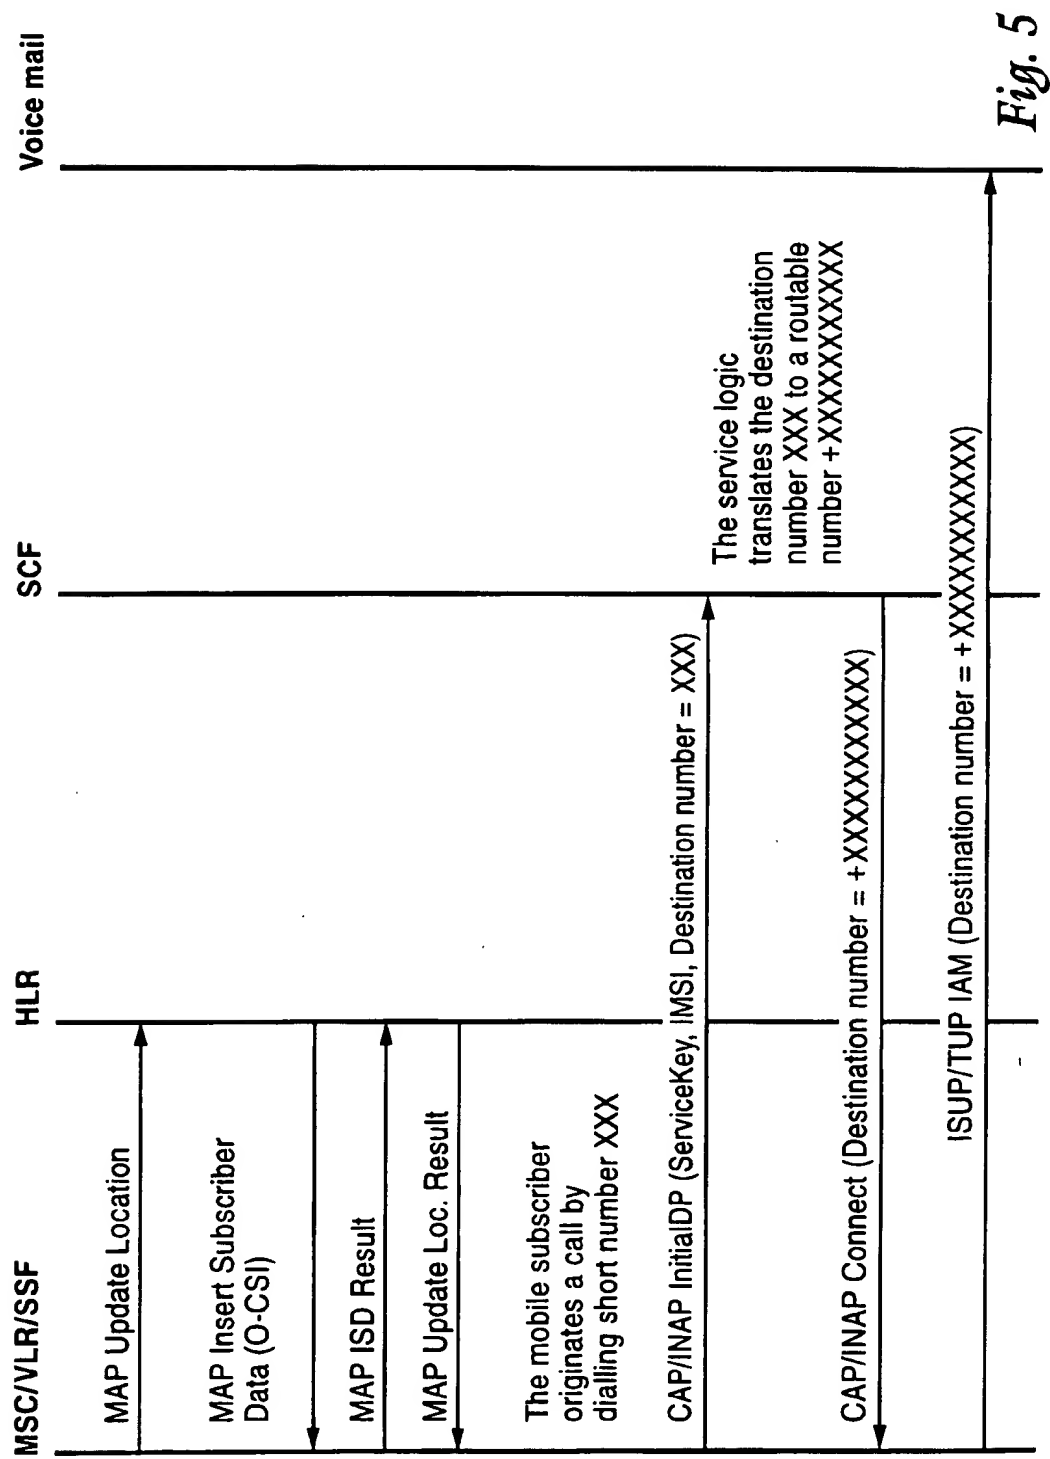 MSC/VLR/SSF
HLR
SCF
Voice mail
MAP Update Location
MAP Insert Subscriber
Data (O-CSI)
MAP ISD Result
MAP Update Loc. Result
The mobile subscriber
originates a call by
dialling short number XXX
CAP/INAP InitialDP (ServiceKey, IMSI, Destination number = XXX)
The service logic
translates the destination
number XXX to a routable
number +XXXXXXXXXXX
CAP/INAP Connect (Destination number = +XXXXXXXXXXX)
ISUP/TUP IAM (Destination number = +XXXXXXXXXXX)
Fig. 5